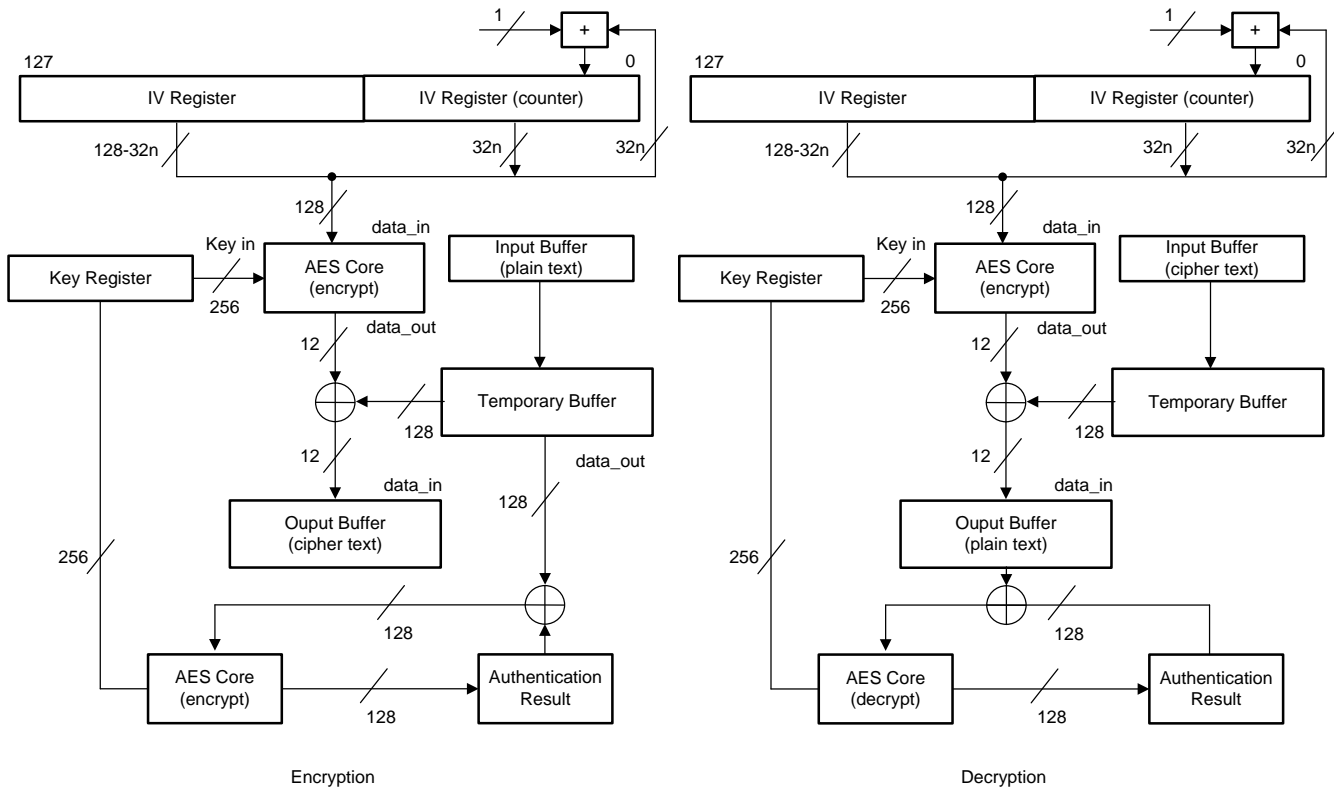 1
+
127
0
IV Register
IV Register (counter)
128-32n
32n
32n
128
data_in
Key in
Key Register
256
AES Core
(encrypt)
Input Buffer
(plain text)
data_out
12
Temporary Buffer
128
12
data_in
data_out
128
Ouput Buffer
(cipher text)
256
128
AES Core
(encrypt)
128
Authentication
Result
Encryption
1
+
127
0
IV Register
IV Register (counter)
128-32n
32n
32n
128
data_in
Key in
Key Register
256
AES Core
(encrypt)
Input Buffer
(cipher text)
data_out
12
Temporary Buffer
128
12
data_in
Ouput Buffer
(plain text)
256
128
AES Core
(decrypt)
128
Authentication
Result
Decryption